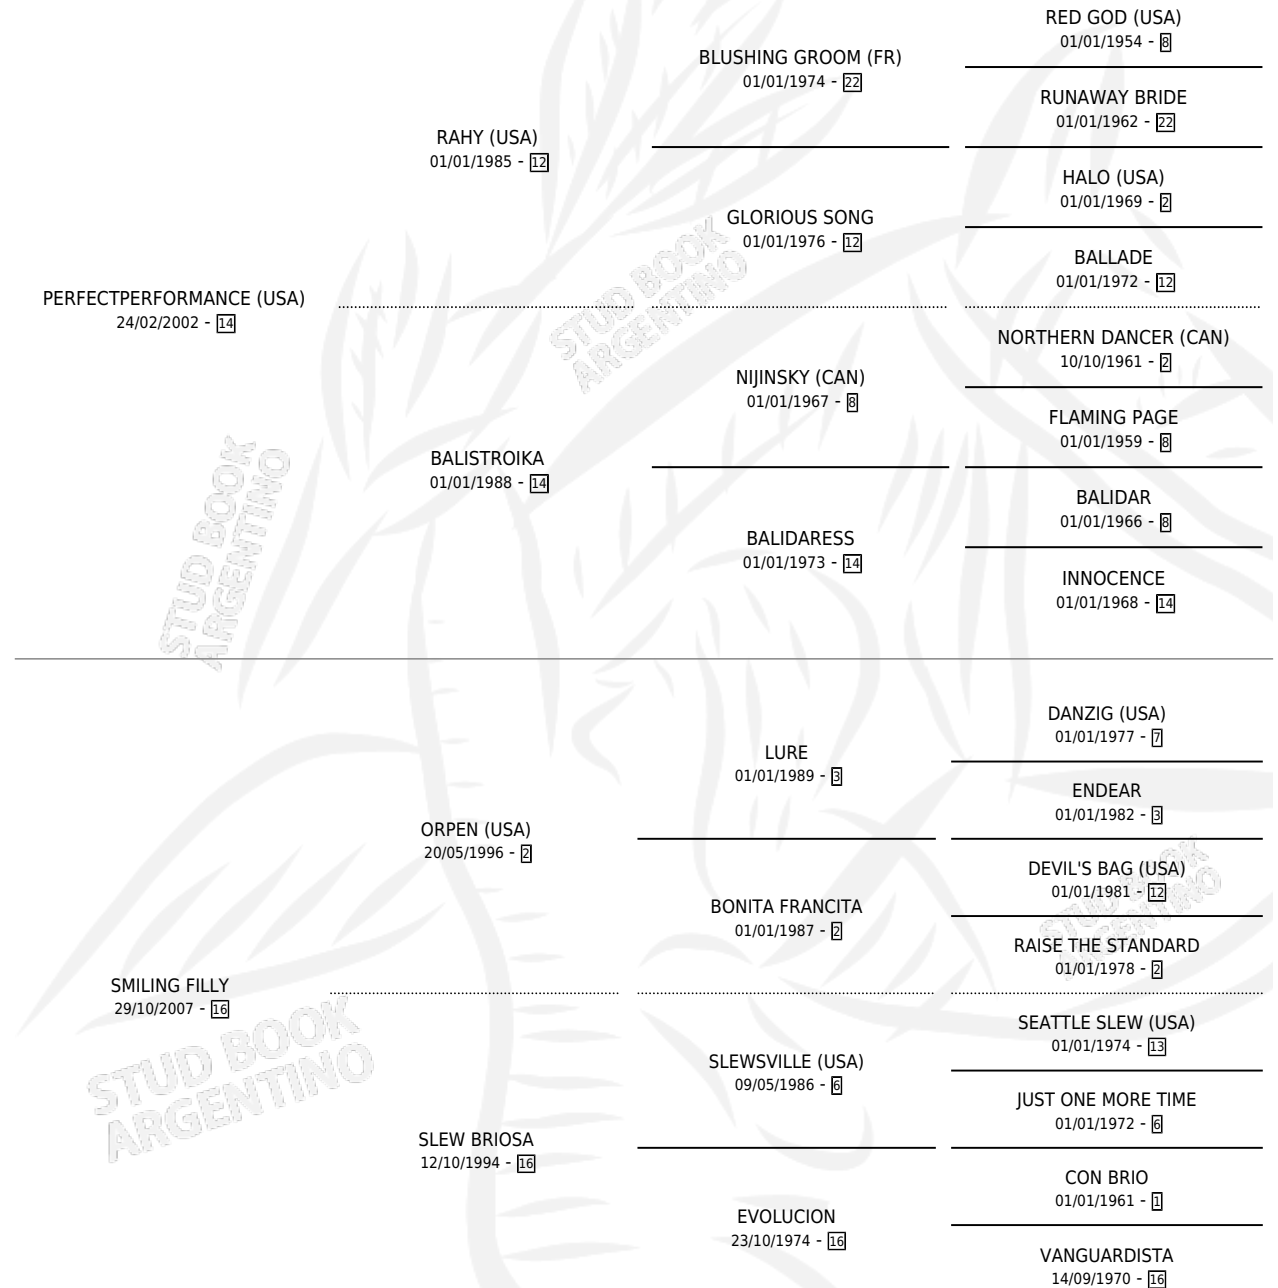 RED GOD (USA)
01/01/1954 - 8
BLUSHING GROOM (FR)
01/01/1974 - 22
RUNAWAY BRIDE
01/01/1962 - 22
RAHY (USA)
01/01/1985 - 12
HALO (USA)
01/01/1969 - 2
GLORIOUS SONG
01/01/1976 - 12
BALLADE
01/01/1972 - 12
PERFECTPERFORMANCE (USA)
24/02/2002 - 14
NORTHERN DANCER (CAN)
10/10/1961 - 2
NIJINSKY (CAN)
01/01/1967 - 8
FLAMING PAGE
01/01/1959 - 8
BALISTROIKA
01/01/1988 - 14
BALIDAR
01/01/1966 - 8
BALIDARESS
01/01/1973 - 14
INNOCENCE
01/01/1968 - 14
DANZIG (USA)
01/01/1977 - 7
LURE
01/01/1989 - 3
ENDEAR
01/01/1982 - 3
ORPEN (USA)
20/05/1996 - 2
DEVIL'S BAG (USA)
01/01/1981 - 12
BONITA FRANCITA
01/01/1987 - 2
RAISE THE STANDARD
01/01/1978 - 2
SMILING FILLY
29/10/2007 - 16
SEATTLE SLEW (USA)
01/01/1974 - 13
SLEWSVILLE (USA)
09/05/1986 - 6
JUST ONE MORE TIME
01/01/1972 - 6
SLEW BRIOSA
12/10/1994 - 16
CON BRIO
01/01/1961 - 1
EVOLUCION
23/10/1974 - 16
VANGUARDISTA
14/09/1970 - 16
STUD BOOK
ARGENTINO
STUD BOOK
ARGENTINO
STUD BOOK
ARGENTINO
STUD BOOK
ARGENTINO